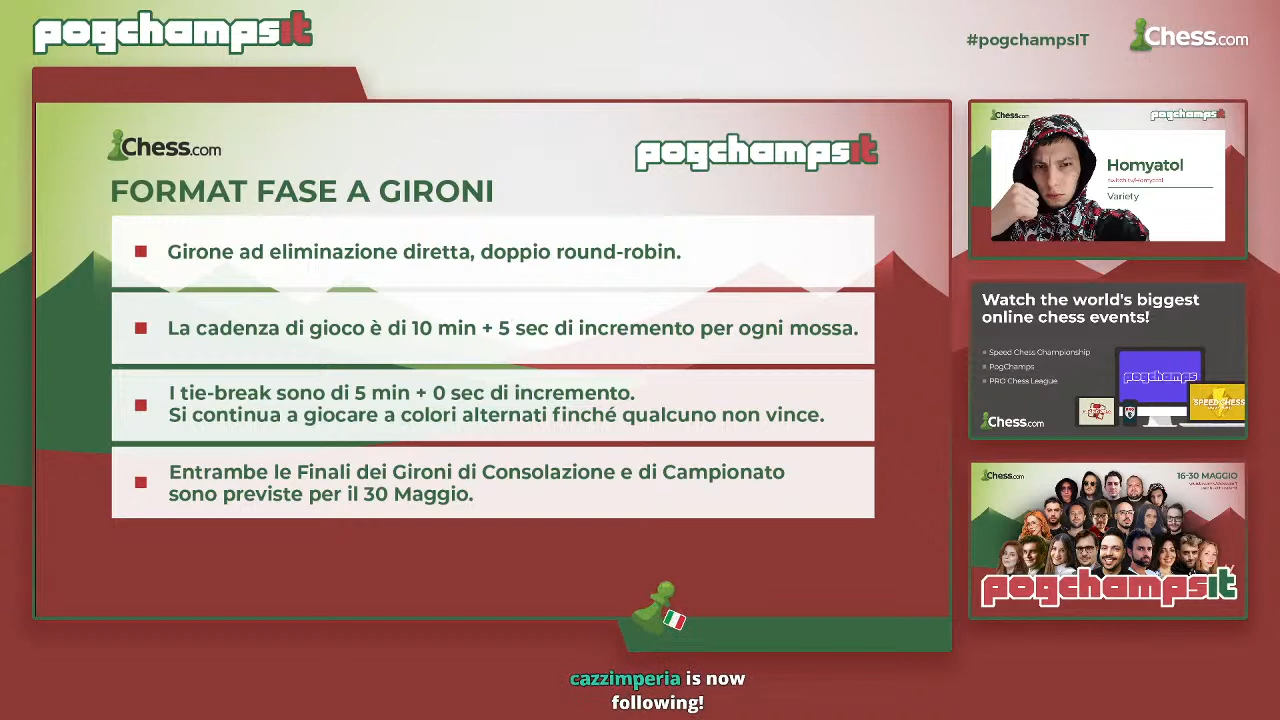 pogchampsit
#pogchampsIT
Chess.com
Chess.com
pogchampsit
FORMAT FASE A GIRONI
Girone ad eliminazione diretta, doppio round-robin.
La cadenza di gioco è di 10 min + 5 sec di incremento per ogni mossa.
I tie-break sono di 5 min + 0 sec di incremento.
Si continua a giocare a colori alternati finché qualcuno non vince.
Entrambe le Finali dei Gironi di Consolazione e di Campionato
sono previste per il 30 Maggio.
Chess.com
pogchampsit
Homyatol
twitch.tv/Homyatol
Variety
Watch the world's biggest
online chess events!
Speed Chess Championship
PogChamps
PRO Chess League
pogchamps
SPEED CHESS
Chess.com
Chess.com
16-30 MAGGIO
pogchampsit
cazzimperia is now
following!